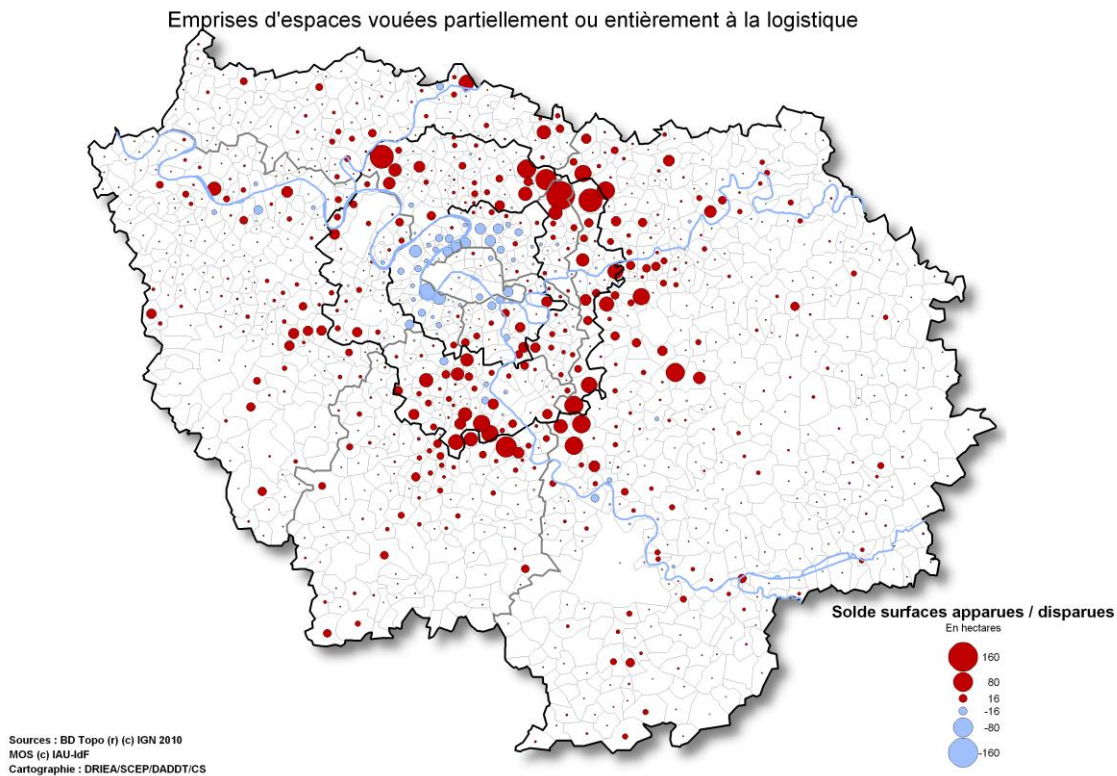 Emprises d'espaces vouées partiellement ou entièrement à la logistique
Solde surfaces apparues / disparues
En hectares
160
80
16
-16
-80
-160
Sources : BD Topo (r) (c) IGN 2010
MOS (c) IAU-IdF
Cartographie : DRIEA/SCEP/DADDT/CS